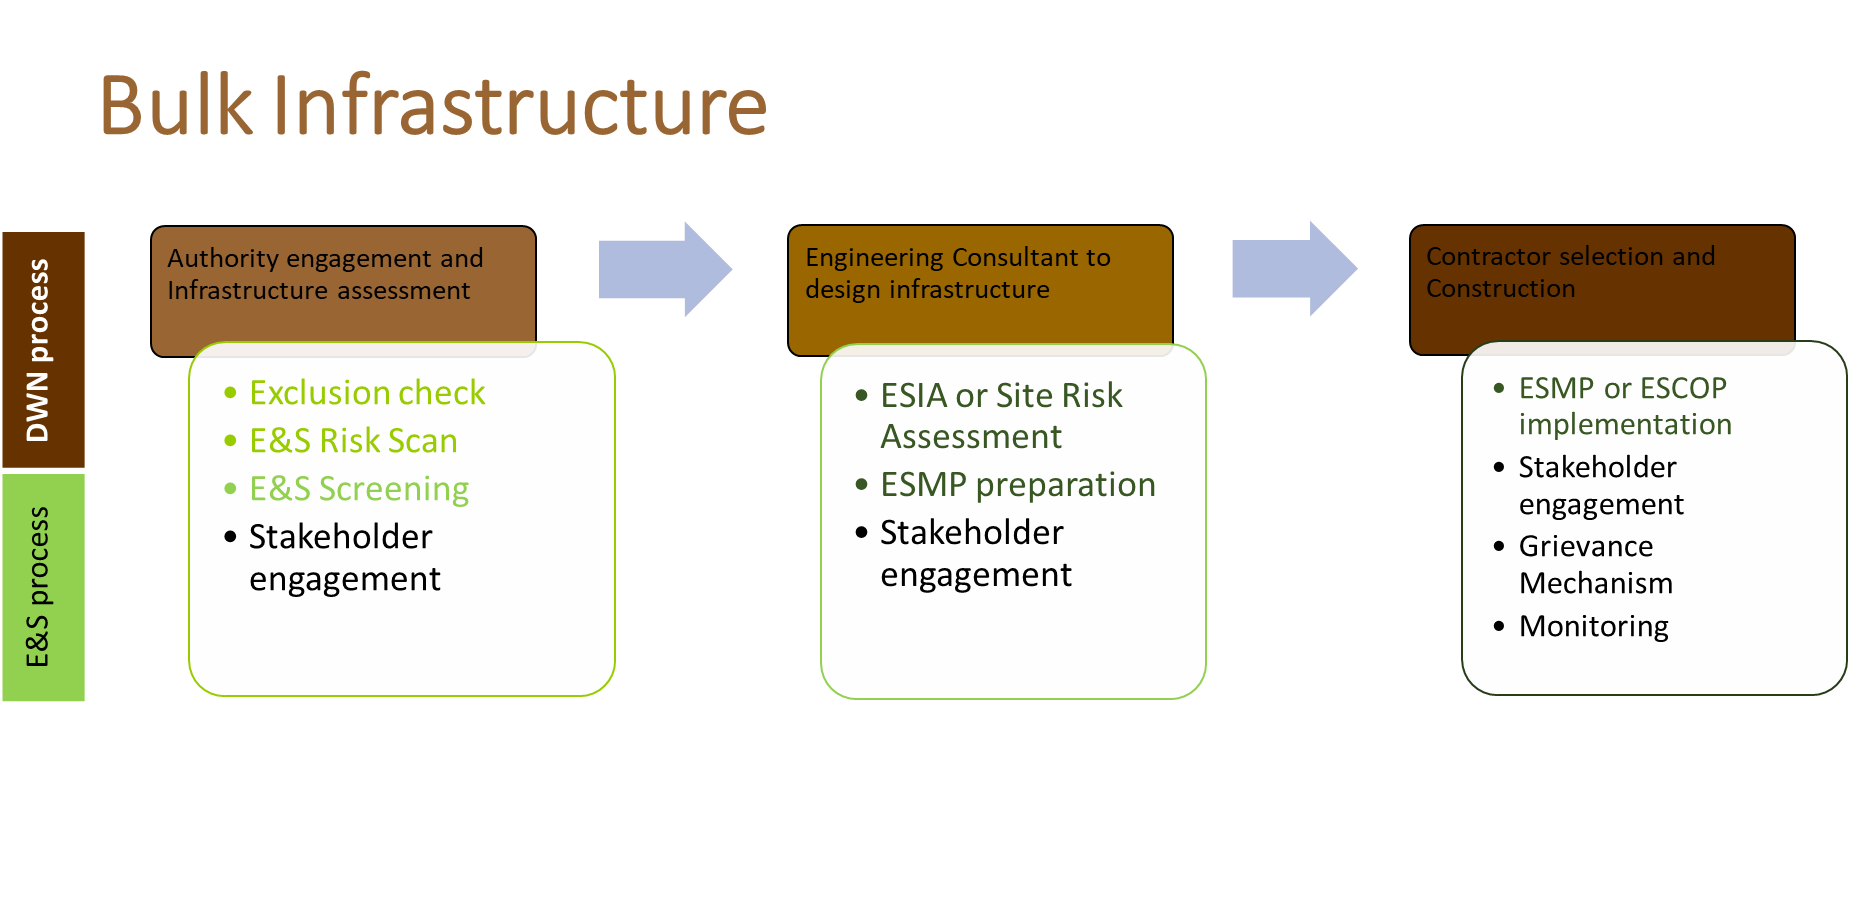 Bulk Infrastructure
DWN process
E&S process
Authority engagement and
Infrastructure assessment
• Exclusion check
• E&S Risk Scan
• E&S Screening
• Stakeholder
engagement
Engineering Consultant to
design infrastructure
• ESIA or Site Risk
Assessment
• ESMP preparation
• Stakeholder
engagement
Contractor selection and
Construction
• ESMP or ESCOP
implementation
• Stakeholder
engagement
• Grievance
Mechanism
• Monitoring